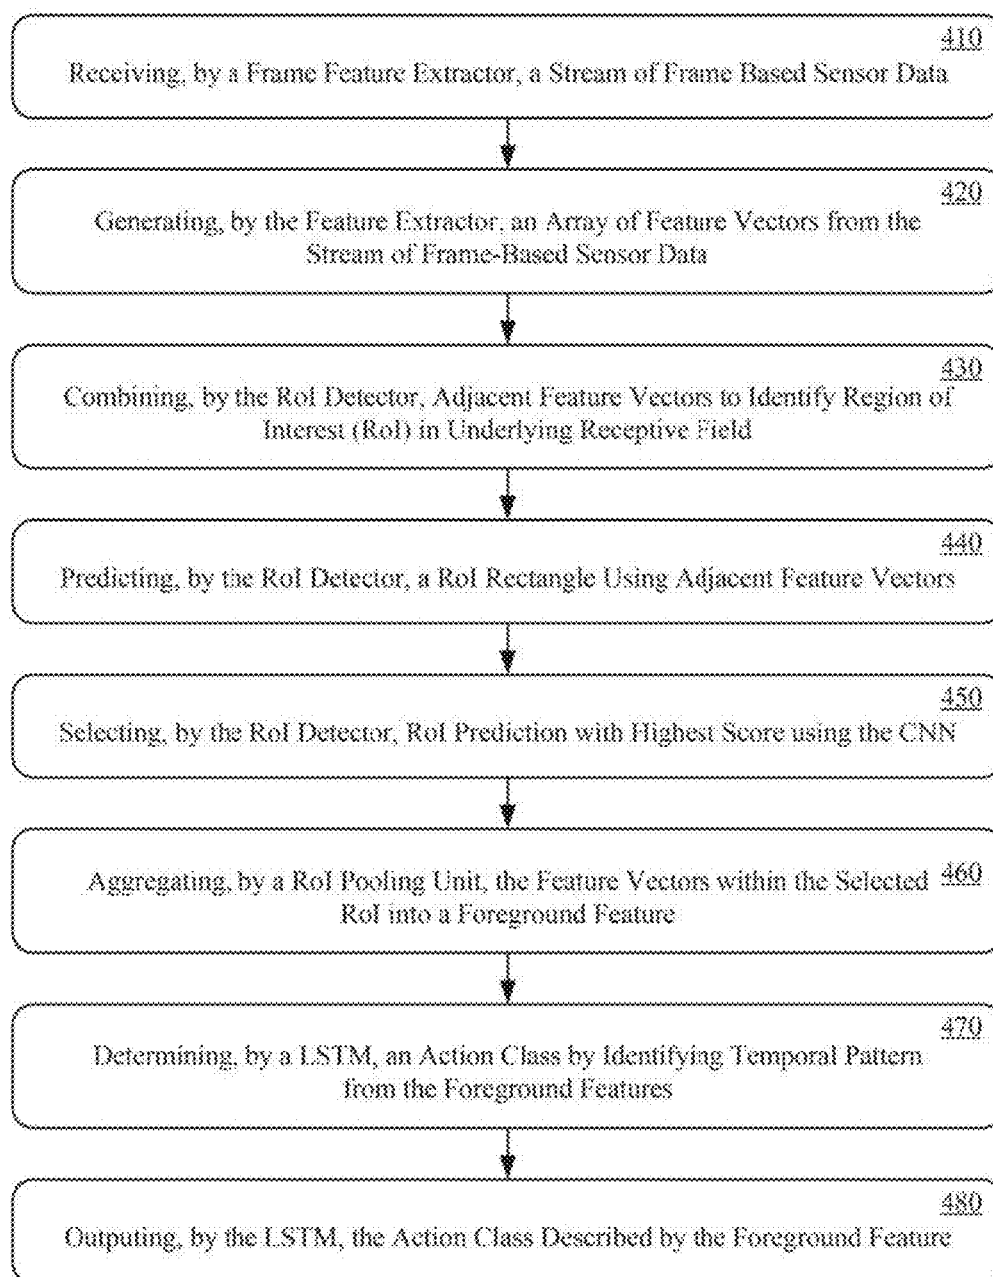 410
Receiving, by a Frame Feature Extractor, a Stream of Frame Based Sensor Data
420
Generating, by the Feature Extractor, an Array of Feature Vectors from the
Stream of Frame-Based Sensor Data
430
Combining, by the RoI Detector, Adjacent Feature Vectors to Identify Region of
Interest (RoI) in Underlying Receptive Field
440
Predicting, by the RoI Detector, a RoI Rectangle Using Adjacent Feature Vectors
450
Selecting, by the RoI Detector, RoI Prediction with Highest Score using the CNN
460
Aggregating, by a RoI Pooling Unit, the Feature Vectors within the Selected
RoI into a Foreground Feature
470
Determining, by a LSTM, an Action Class by Identifying Temporal Pattern
from the Foreground Features
480
Outputing, by the LSTM, the Action Class Described by the Foreground Feature